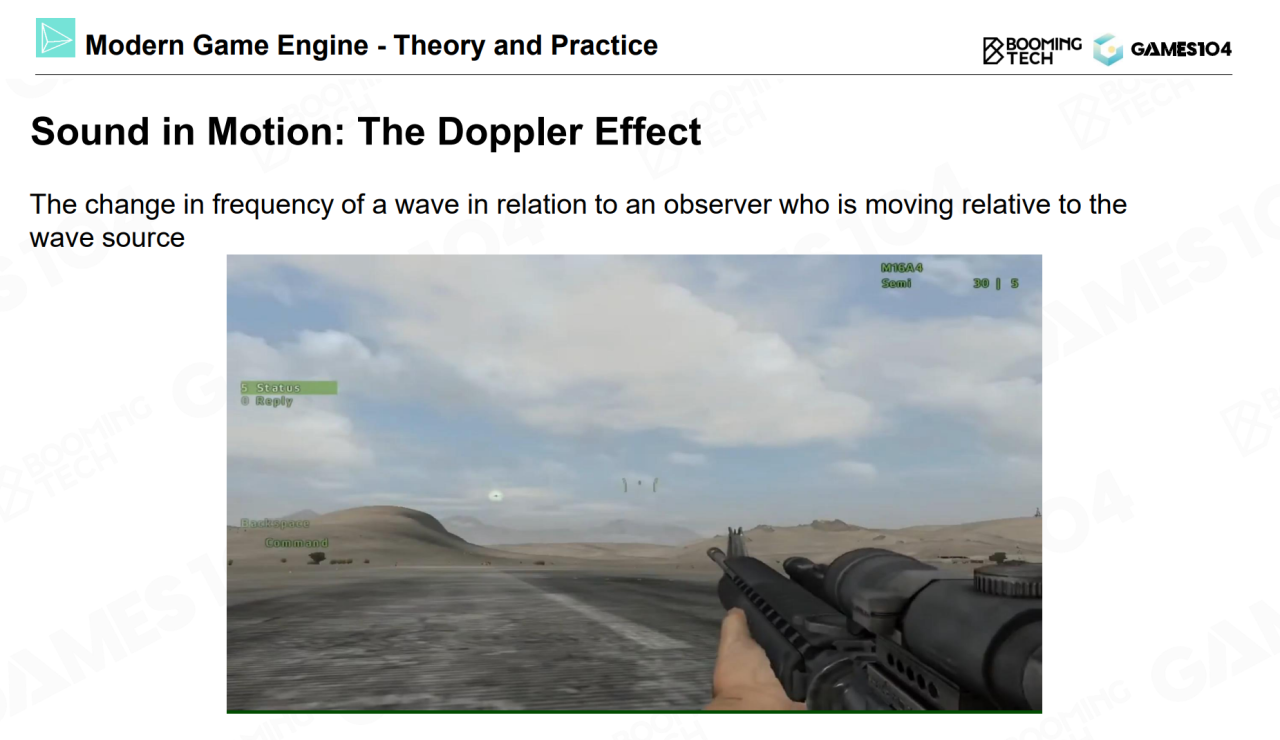 Modern Game Engine - Theory and Practice
BOOMING
TECH
GAMES104
Sound in Motion: The Doppler Effect
The change in frequency of a wave in relation to an observer who is moving relative to the
wave source
M16A4
Semi 30 | 5
5 Status
0 Reply
Backspace
Command